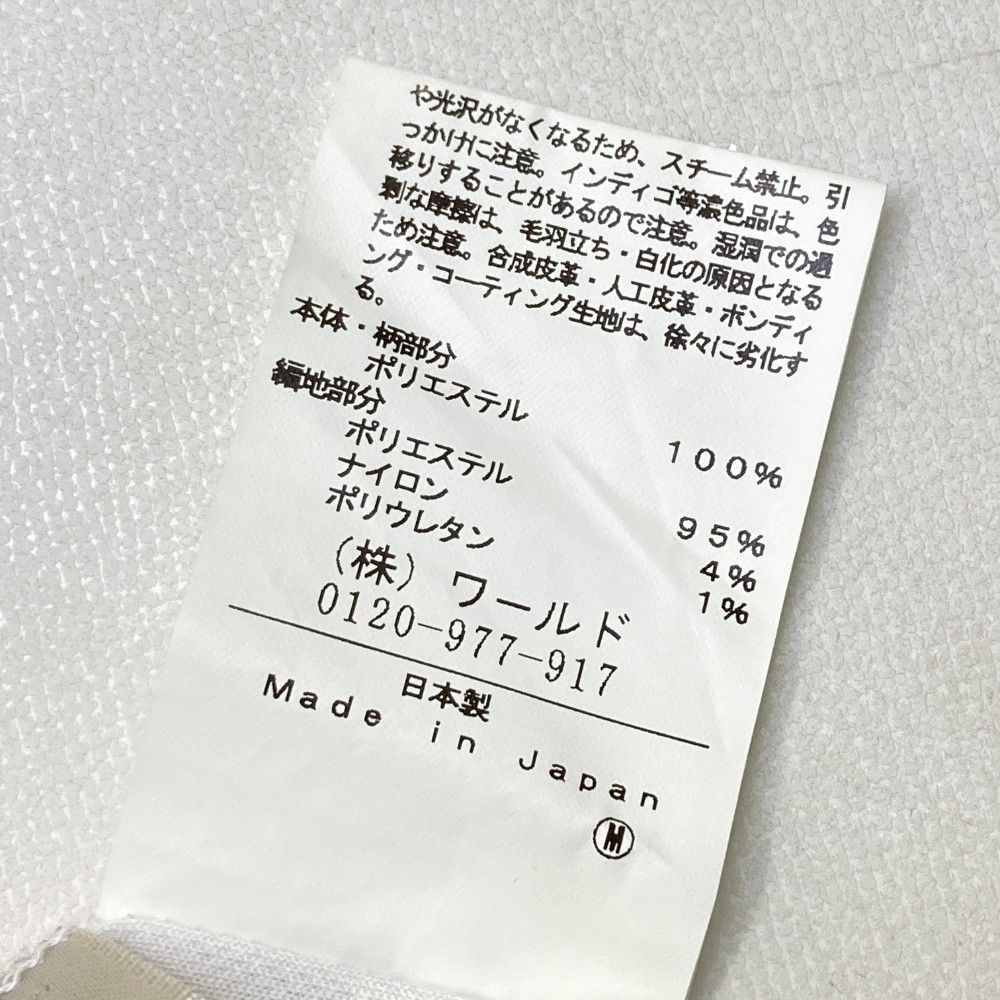 や光沢がなくなるため、スチーム禁止。引
っかけに注意。インディゴ等濃色品は、色
移りすることがあるので注意。湿潤での過
剰な摩擦は、毛羽立ち・白化の原因となる
ため注意。合成皮革・人工皮革・ボンディ
ング・コーティング生地は、徐々に劣化す
る。
本体・柄部分
ポリエステル 100%
編地部分
ポリエステル 95%
ナイロン 4%
ポリウレタン 1%
(株)ワールド
0120-977-917
日本製
Made in Japan